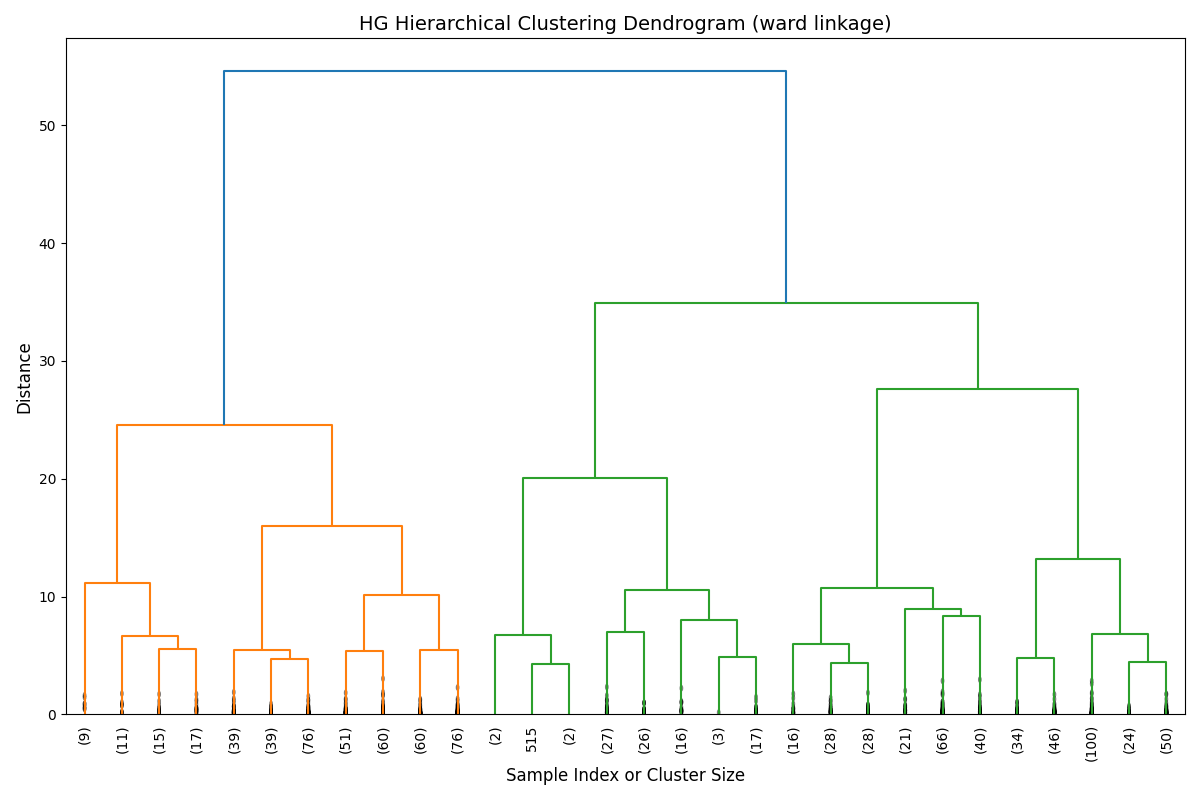 HG Hierarchical Clustering Dendrogram (ward linkage)
Distance
50
40
30
20
10
0
(9) (11) (15) (17) (39) (39) (76) (51) (60) (60) (76) (2) 515 (2) (27) (26) (16) (3) (17) (16) (28) (28) (21) (66) (40) (34) (46) (100) (24) (50)
Sample Index or Cluster Size